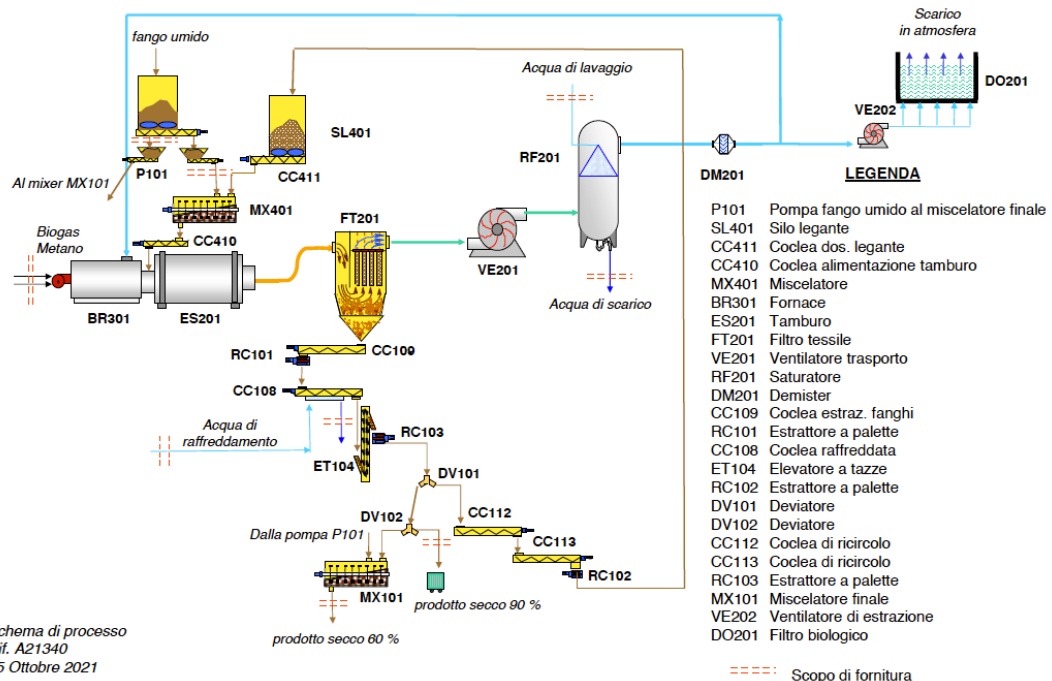 Scarico
in atmosfera
fango umido
Acqua di lavaggio
DO201
VE202
SL401
RF201
P101
CC411
DM201
LEGENDA
Al mixer MX101
MX401
FT201
Biogas
Metano
CC410
VE201
BR301
ES201
Acqua di scarico
RC101
CC109
CC108
Acqua di
raffreddamento
RC103
ET104
DV101
DV102
CC112
Dalla pompa P101
CC113
RC102
MX101
prodotto secco 90 %
prodotto secco 60 %
P101 Pompa fango umido al miscelatore finale
SL401 Silo legante
CC411 Coclea dos. legante
CC410 Coclea alimentazione tamburo
MX401 Miscelatore
BR301 Fornace
ES201 Tamburo
FT201 Filtro tessile
VE201 Ventilatore trasporto
RF201 Saturatore
DM201 Demister
CC109 Coclea estraz. fanghi
RC101 Estrattore a palette
CC108 Coclea raffreddata
ET104 Elevatore a tazze
RC102 Estrattore a palette
DV101 Deviatore
DV102 Deviatore
CC112 Coclea di ricircolo
CC113 Coclea di ricircolo
RC103 Estrattore a palette
MX101 Miscelatore finale
VE202 Ventilatore di estrazione
DO201 Filtro biologico
Scopo di fornitura
chema di processo
if. A21340
5 Ottobre 2021